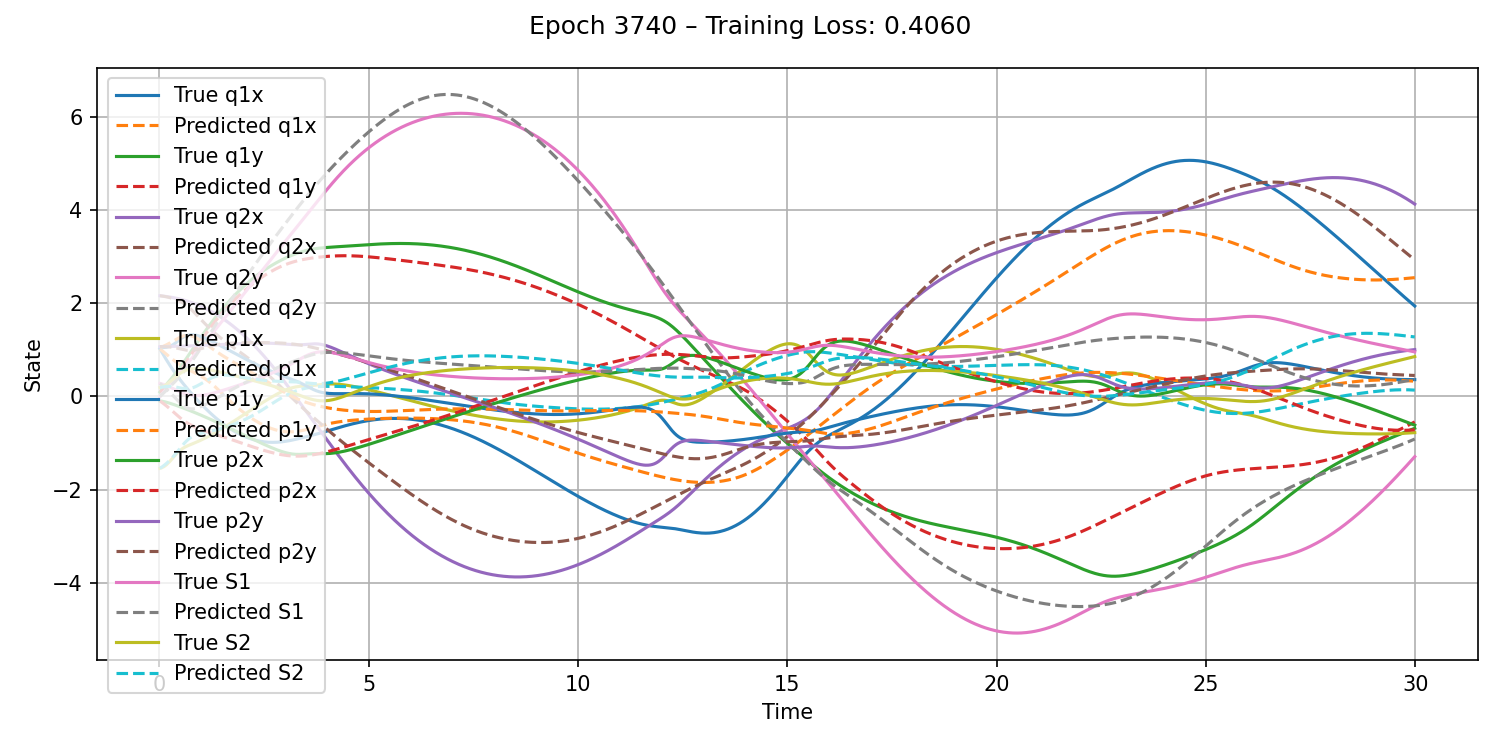 Epoch 3740 – Training Loss: 0.4060
State
6
4
2
0
−2
−4
True q1x
Predicted q1x
True q1y
Predicted q1y
True q2x
Predicted q2x
True q2y
Predicted q2y
True p1x
Predicted p1x
True p1y
Predicted p1y
True p2x
Predicted p2x
True p2y
Predicted p2y
True S1
Predicted S1
True S2
Predicted S2
0 5 10 15 20 25 30
Time